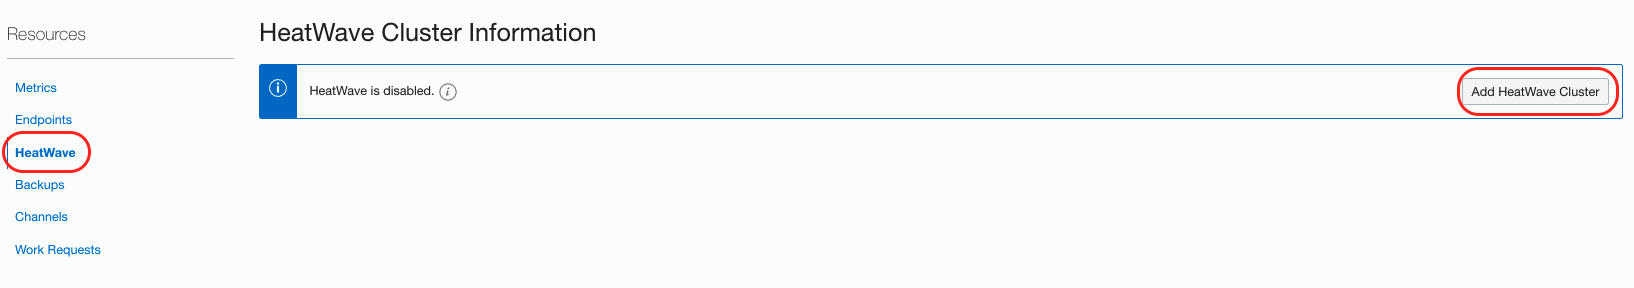 Resources
Metrics
Endpoints
HeatWave
Backups
Channels
Work Requests
HeatWave Cluster Information
HeatWave is disabled.
Add HeatWave Cluster